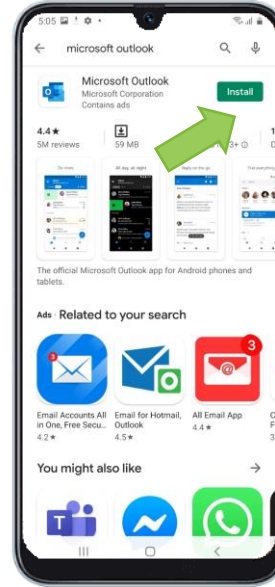 5:05
microsoft outlook
Microsoft Outlook
Microsoft Corporation
Contains ads
Install
4.4★
5M reviews
59 MB
3+
The official Microsoft Outlook app for Android phones and
tablets.
Ads · Related to your search
3
3
Email Accounts All
in One, Free Secu...
4.2★
Email for Hotmail,
Outlook
4.5★
All Email App
4.4★
You might also like
T